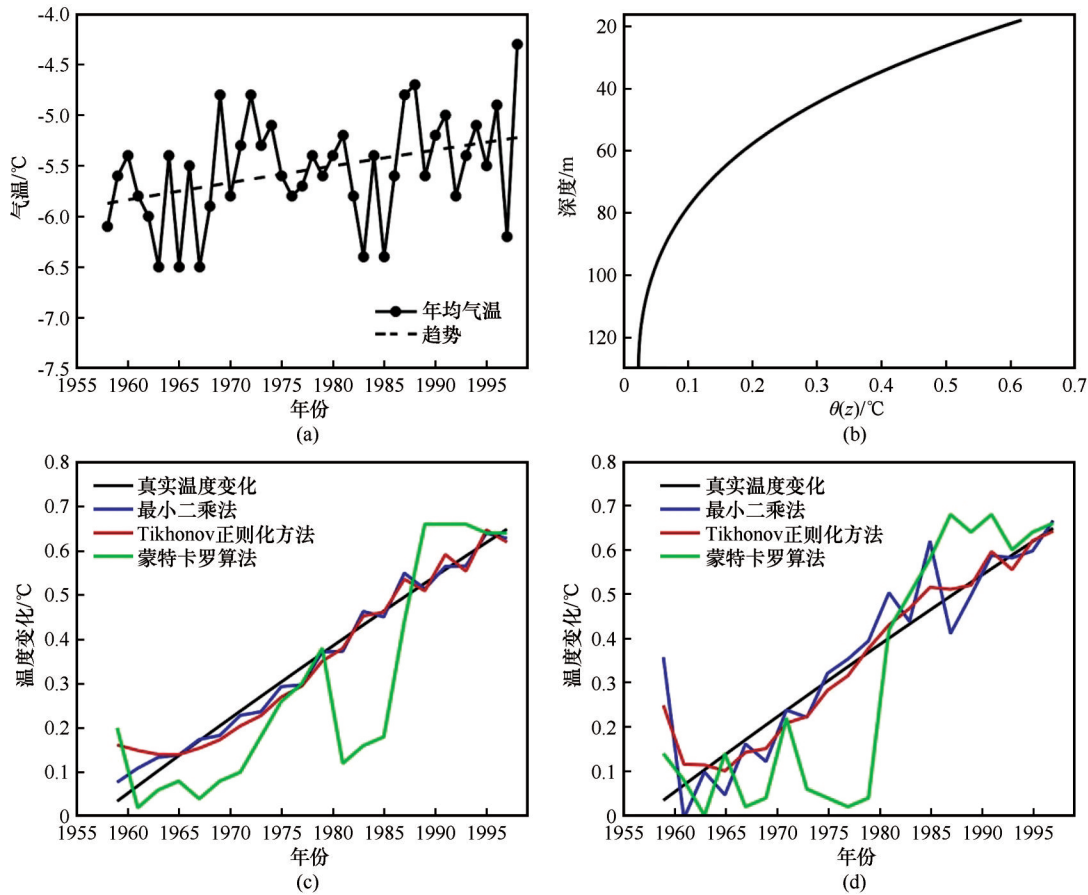 -4.0
-4.5
-5.0
-5.5
-6.0
-6.5
-7.0
-7.5
气温/℃
年均气温
趋势
1955 1960 1965 1970 1975 1980 1985 1990 1995
年份
(a)
20
40
60
80
100
120
深度/m
0 0.1 0.2 0.3 0.4 0.5 0.6 0.7
θ(z)/℃
(b)
0.8
0.7
0.6
0.5
0.4
0.3
0.2
0.1
0
温度变化/℃
真实温度变化
最小二乘法
Tikhonov正则化方法
蒙特卡罗算法
1955 1960 1965 1970 1975 1980 1985 1990 1995
年份
(c)
0.8
0.7
0.6
0.5
0.4
0.3
0.2
0.1
0
温度变化/℃
真实温度变化
最小二乘法
Tikhonov正则化方法
蒙特卡罗算法
1955 1960 1965 1970 1975 1980 1985 1990 1995
年份
(d)